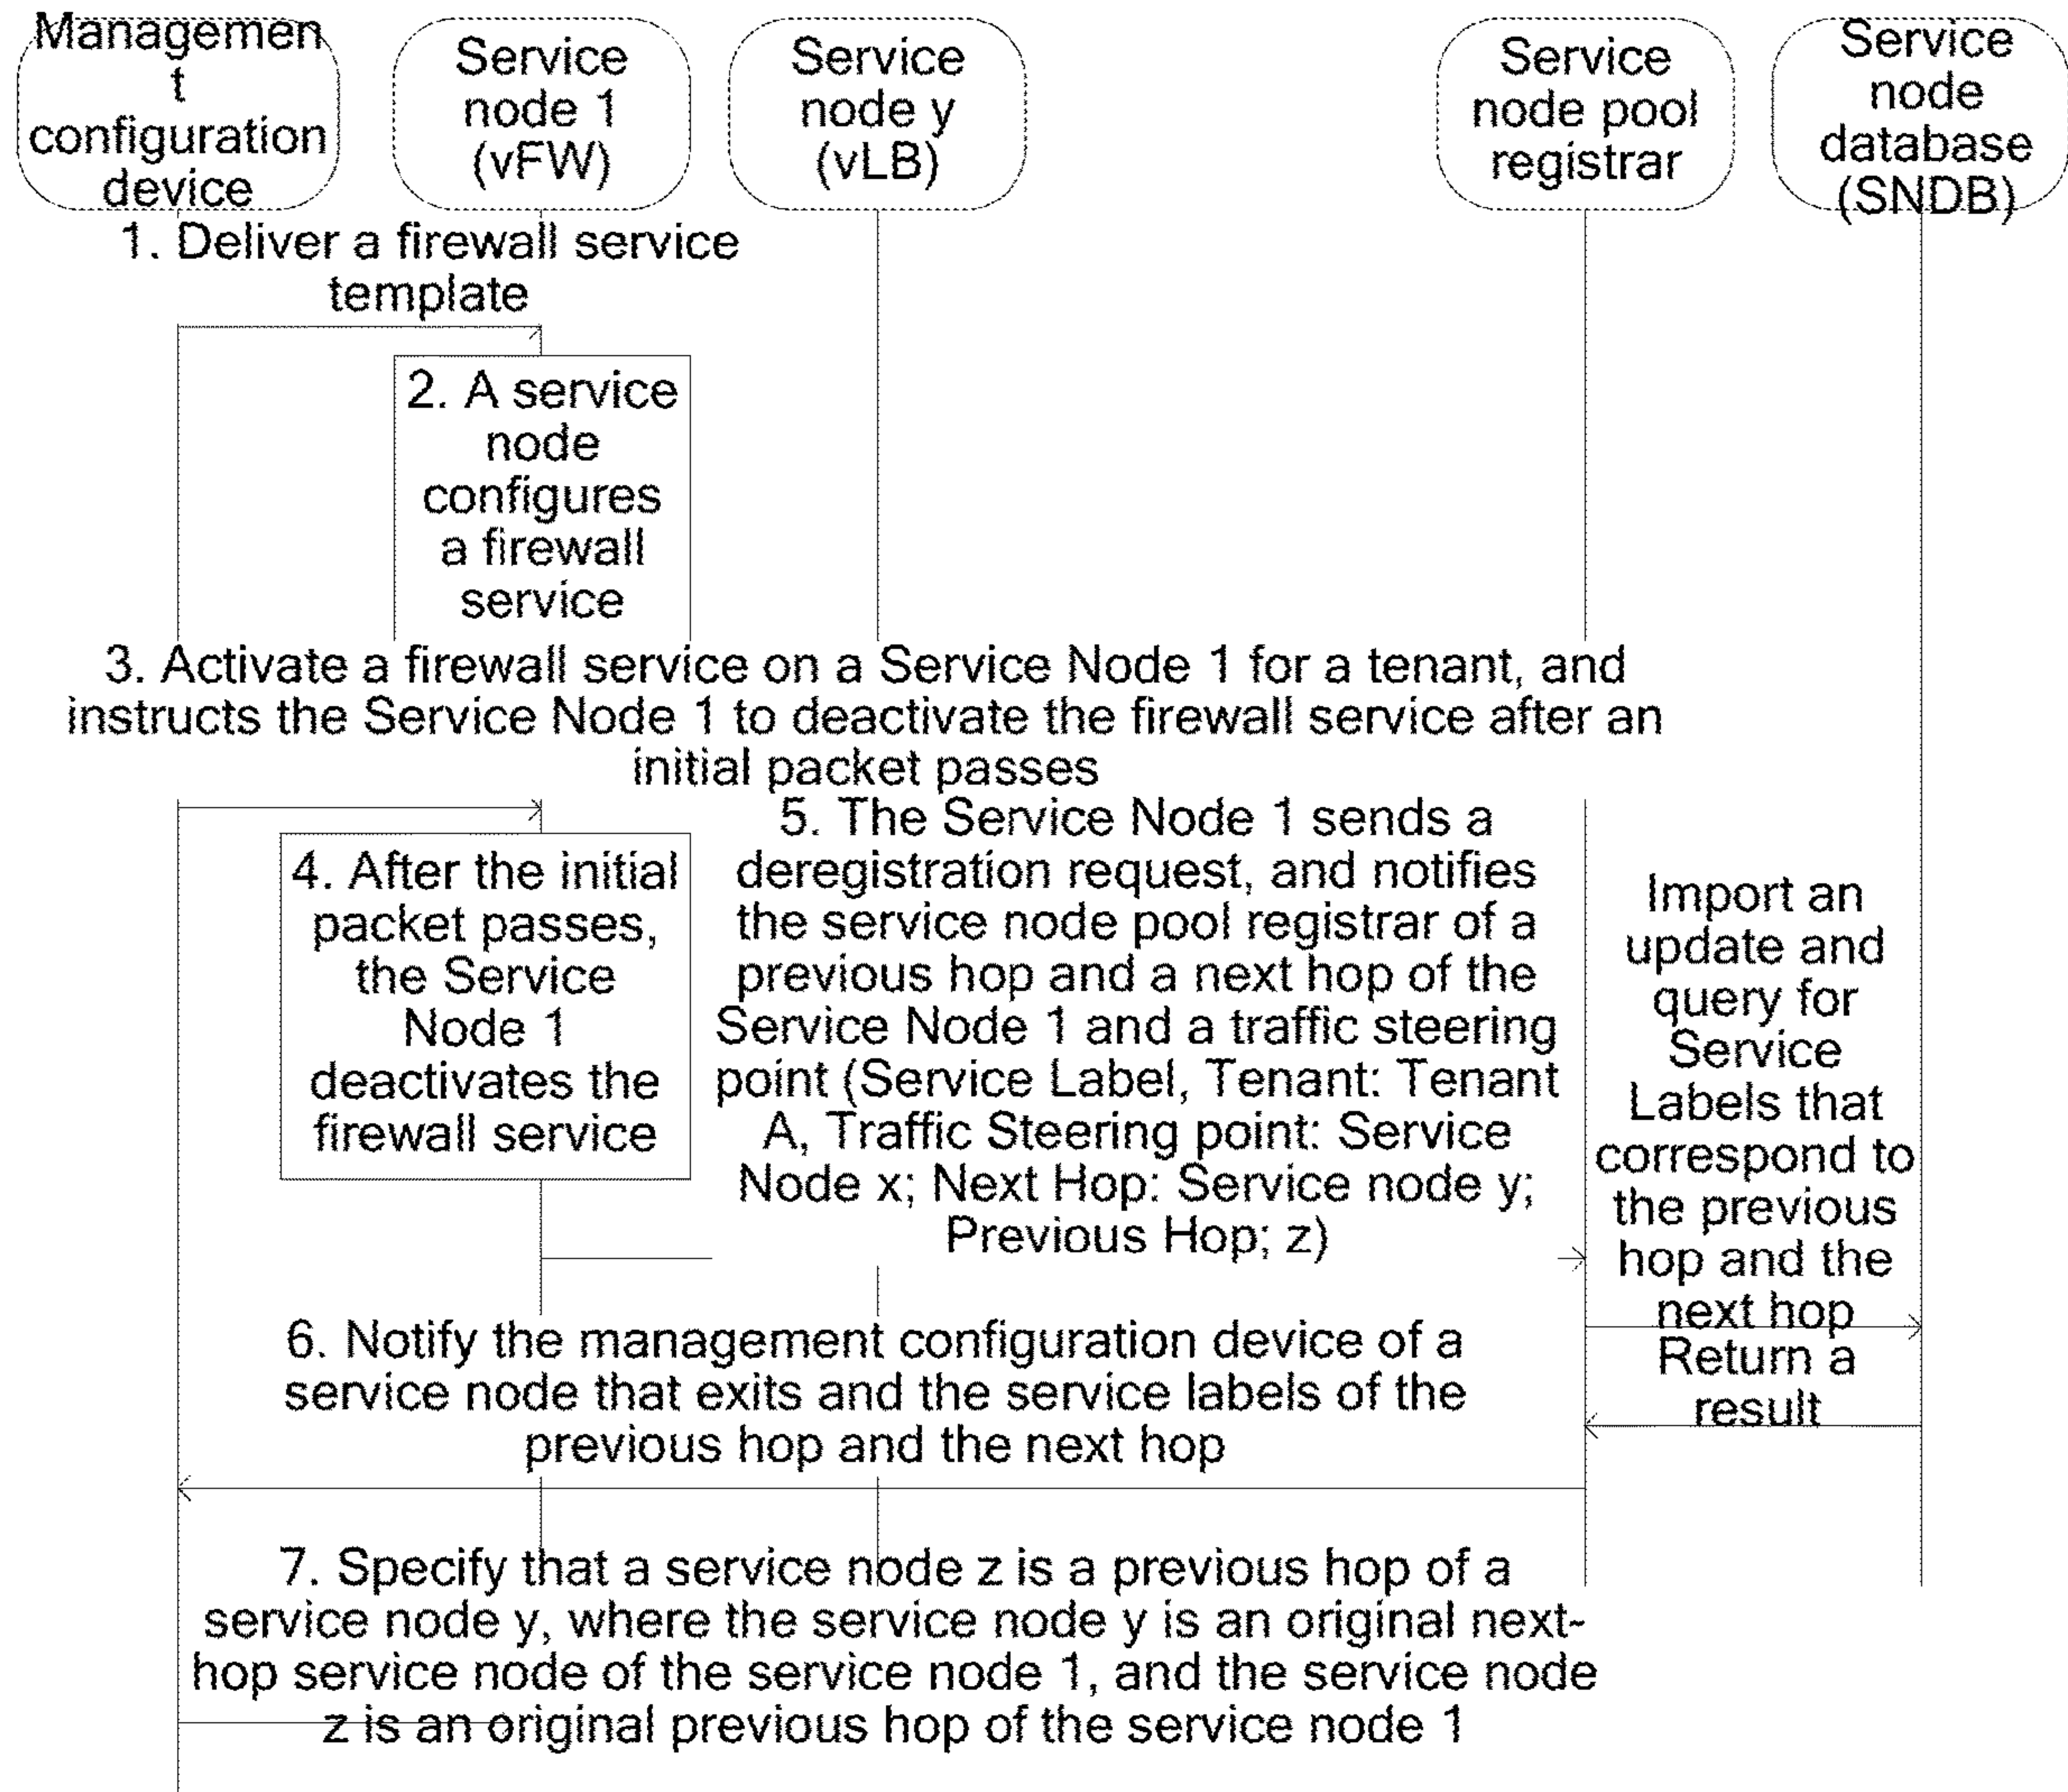 Managemen
t
configuration
device
Service
node 1
(vFW)
Service
node y
(vLB)
Service
node pool
registrar
Service
node
database
(SNDB)
1. Deliver a firewall service
template
2. A service
node
configures
a firewall
service
3. Activate a firewall service on a Service Node 1 for a tenant, and
instructs the Service Node 1 to deactivate the firewall service after an
initial packet passes
4. After the initial
packet passes,
the Service
Node 1
deactivates the
firewall service
5. The Service Node 1 sends a
deregistration request, and notifies
the service node pool registrar of a
previous hop and a next hop of the
Service Node 1 and a traffic steering
point (Service Label, Tenant: Tenant
A, Traffic Steering point: Service
Node x; Next Hop: Service node y;
Previous Hop; z)
Import an
update and
query for
Service
Labels that
correspond to
the previous
hop and the
next hop
Return a
result
6. Notify the management configuration device of a
service node that exits and the service labels of the
previous hop and the next hop
7. Specify that a service node z is a previous hop of a
service node y, where the service node y is an original next-
hop service node of the service node 1, and the service node
z is an original previous hop of the service node 1